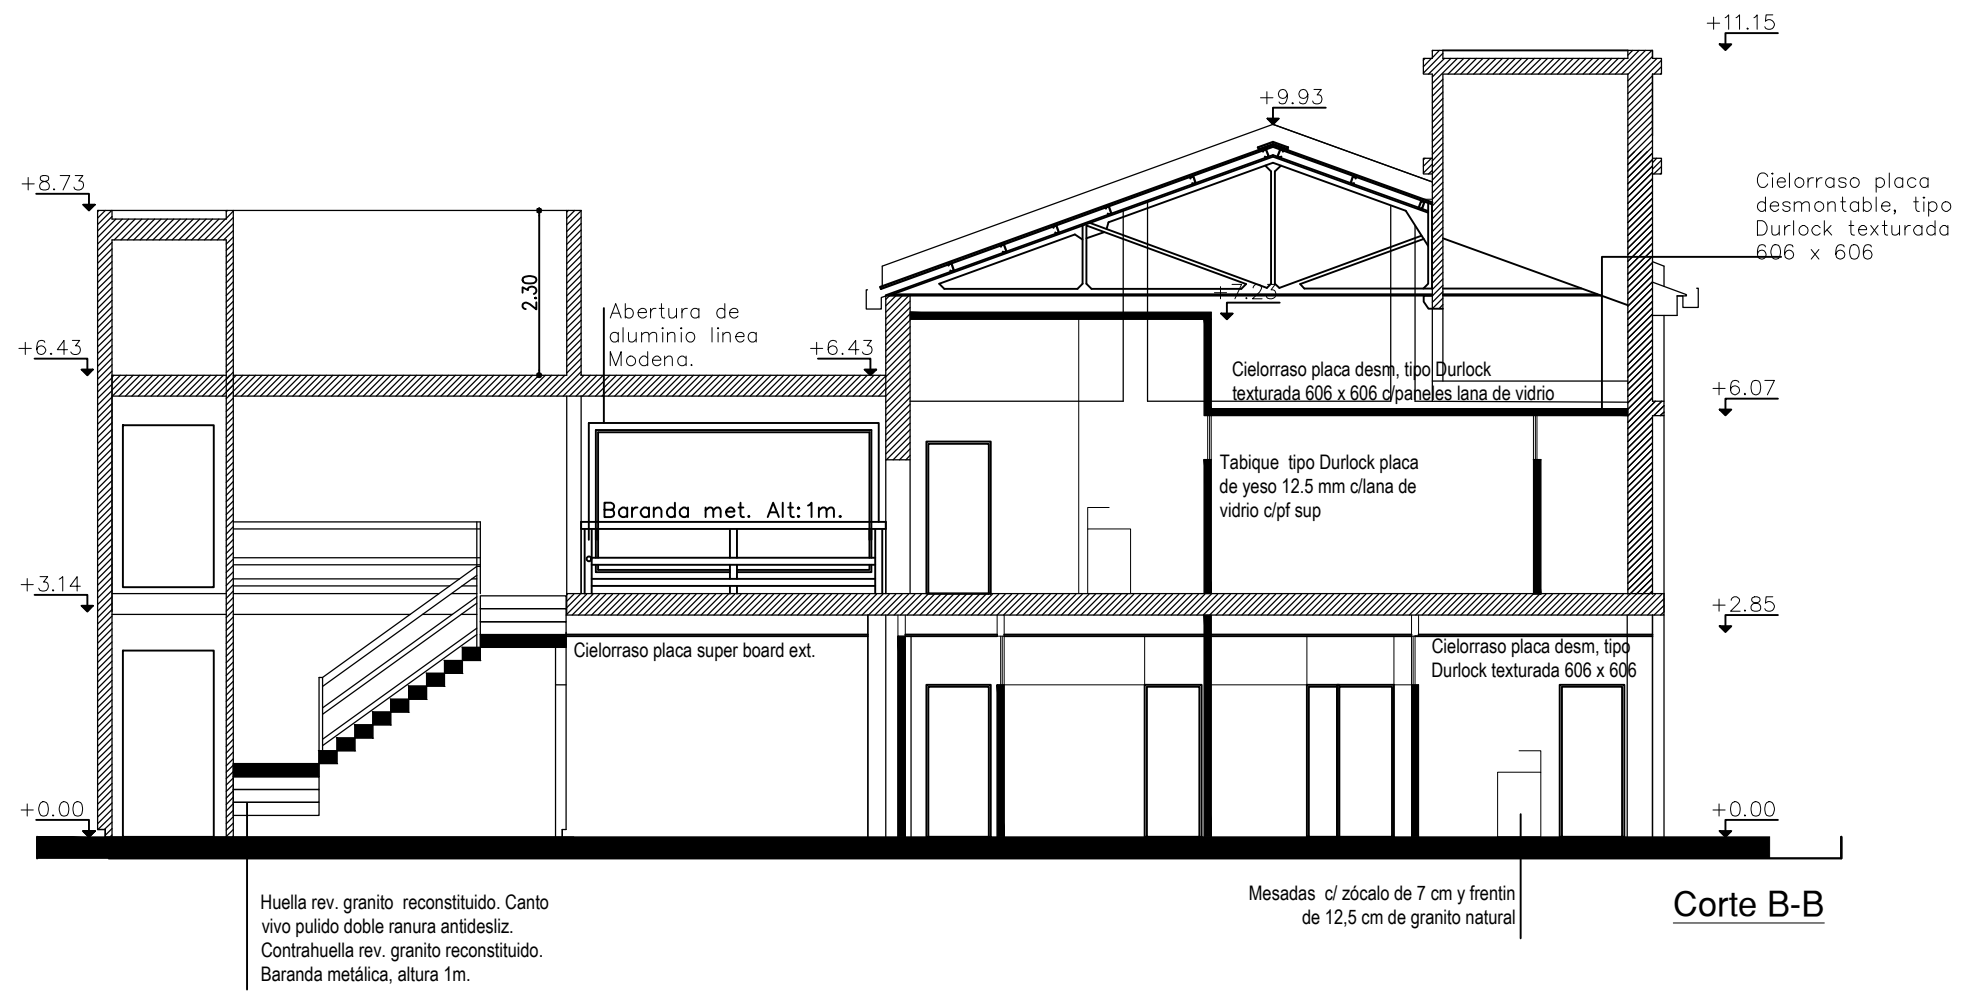 +11.15
+9.93
+8.73
Cielorraso placa
desmontable, tipo
Durlock texturada
606 x 606
2.30
+7.23
Abertura de
aluminio linea
Modena.
+6.43
+6.43
Cielorraso placa desm, tipo Durlock
texturada 606 x 606 c/paneles lana de vidrio
+6.07
Tabique tipo Durlock placa
de yeso 12.5 mm c/lana de
vidrio c/pf sup
Baranda met. Alt:1m.
+3.14
+2.85
Cielorraso placa super board ext.
Cielorraso placa desm, tipo
Durlock texturada 606 x 606
+0.00
+0.00
Huella rev. granito reconstituido. Canto
vivo pulido doble ranura antidesliz.
Contrahuella rev. granito reconstituido.
Baranda metálica, altura 1m.
Mesadas c/ zócalo de 7 cm y frentin
de 12,5 cm de granito natural
Corte B-B